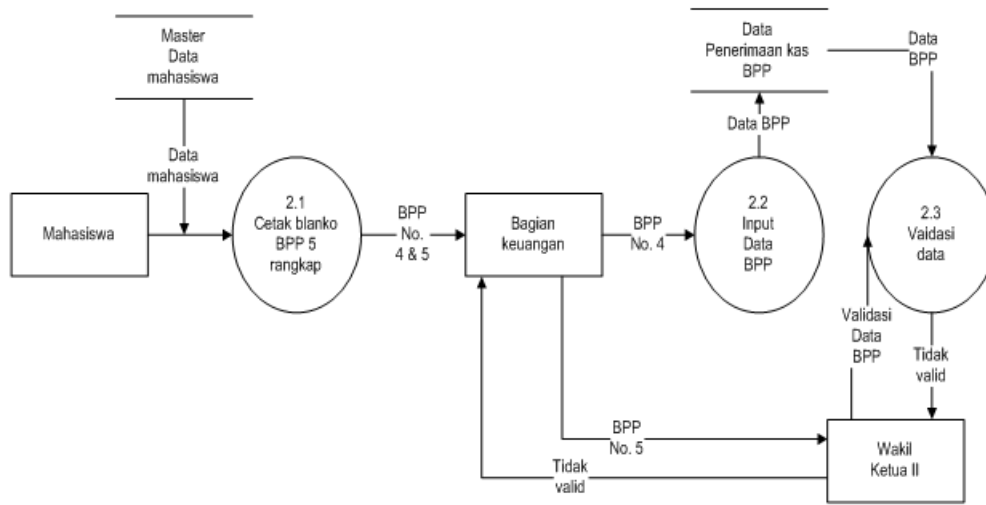 Master
Data
mahasiswa
Data
mahasiswa
Mahasiswa
2.1
Cetak blanko
BPP 5
rangkap
BPP
No.
4 & 5
Bagian
keuangan
BPP
No. 4
2.2
Input
Data
BPP
Data BPP
Data
Penerimaan kas
BPP
Data
BPP
2.3
Vaidasi
data
Validasi
Data
BPP
Tidak
valid
BPP
No. 5
Tidak
valid
Wakil
Ketua II